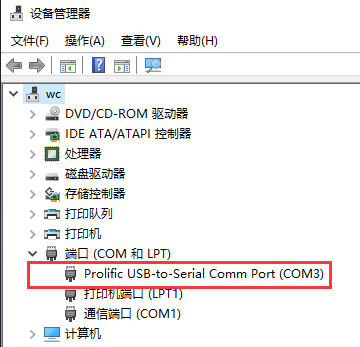 设备管理器
文件(F) 操作(A) 查看(V) 帮助(H)
wc
DVD/CD-ROM 驱动器
IDE ATA/ATAPI 控制器
处理器
磁盘驱动器
存储控制器
打印队列
打印机
端口 (COM 和 LPT)
Prolific USB-to-Serial Comm Port (COM3)
打印机端口 (LPT1)
通信端口 (COM1)
计算机